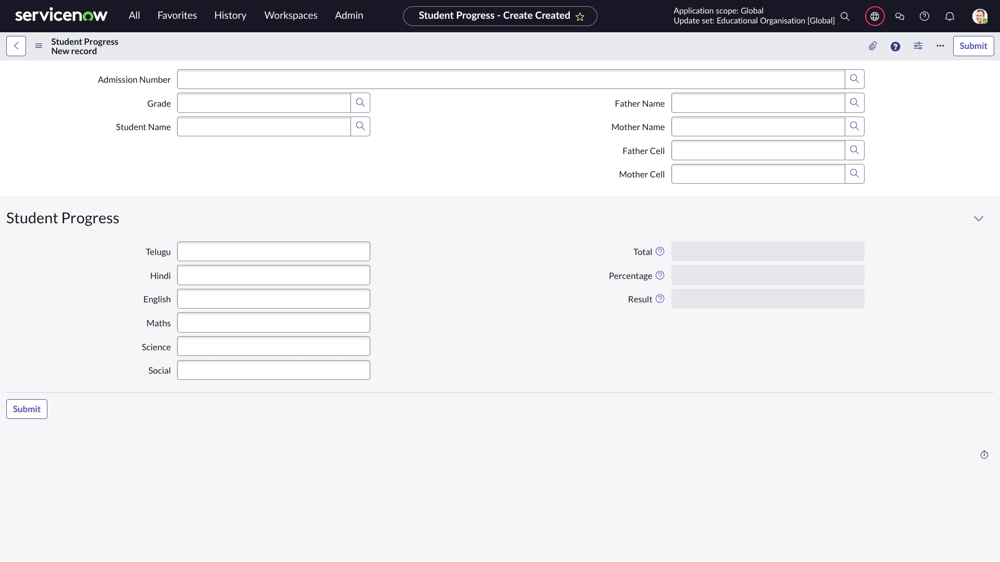 servicenow All Favorites History Workspaces Admin Student Progress - Create Created Application scope: Global
Update set: Educational Organisation [Global]
Student Progress
New record
Submit
Admission Number
Grade
Father Name
Student Name
Mother Name
Father Cell
Mother Cell
Student Progress
Telugu
Total
Hindi
Percentage
English
Result
Maths
Science
Social
Submit